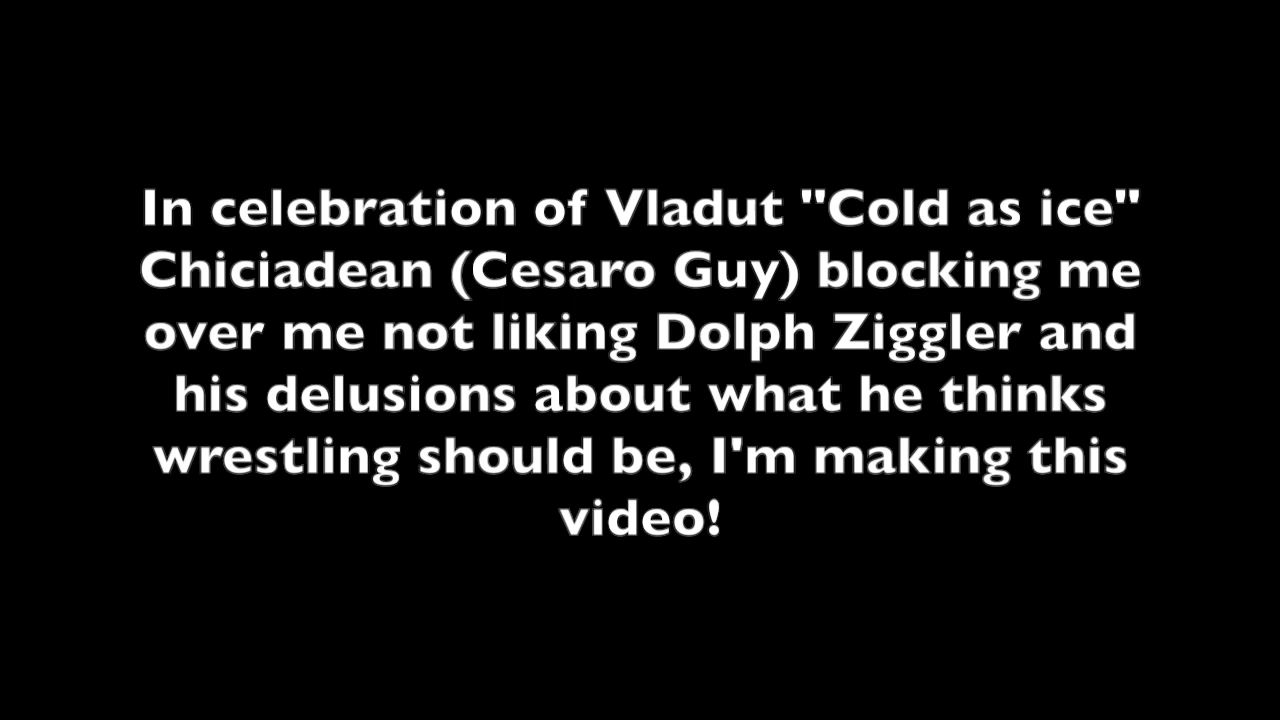 In celebration of Vladut "Cold as ice"
Chiciadean (Cesaro Guy) blocking me
over me not liking Dolph Ziggler and
his delusions about what he thinks
wrestling should be, I'm making this
video!